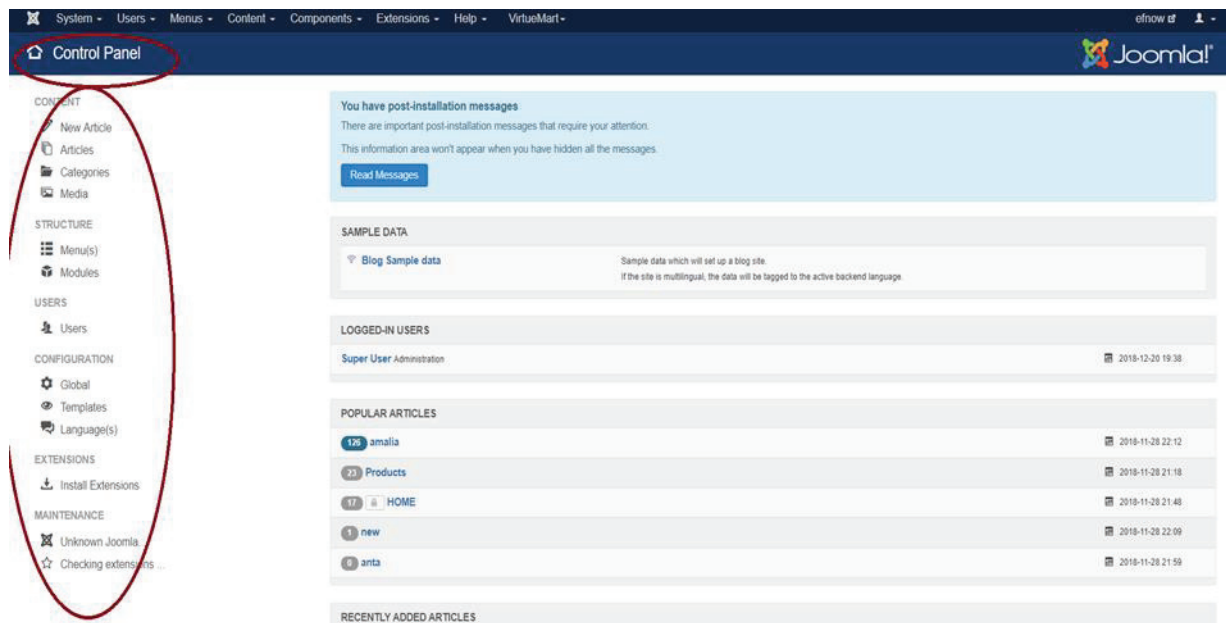 System Users Menus Content Components Extensions Help VirtueMart efnow
Control Panel Joomla!®
CONTENT
New Article
Articles
Categories
Media
STRUCTURE
Menu(s)
Modules
USERS
Users
CONFIGURATION
Global
Templates
Language(s)
EXTENSIONS
Install Extensions
MAINTENANCE
Unknown Joomla...
Checking extensions ...
You have post-installation messages
There are important post-installation messages that require your attention.
This information area won't appear when you have hidden all the messages.
Read Messages
SAMPLE DATA
Blog Sample data Sample data which will set up a blog site.
If the site is multilingual, the data will be tagged to the active backend language.
LOGGED-IN USERS
Super User Administration 2018-12-20 19:38
POPULAR ARTICLES
126 amalia 2018-11-28 22:12
23 Products 2018-11-28 21:18
17 HOME 2018-11-28 21:48
1 new 2018-11-28 22:09
anta 2018-11-28 21:59
RECENTLY ADDED ARTICLES